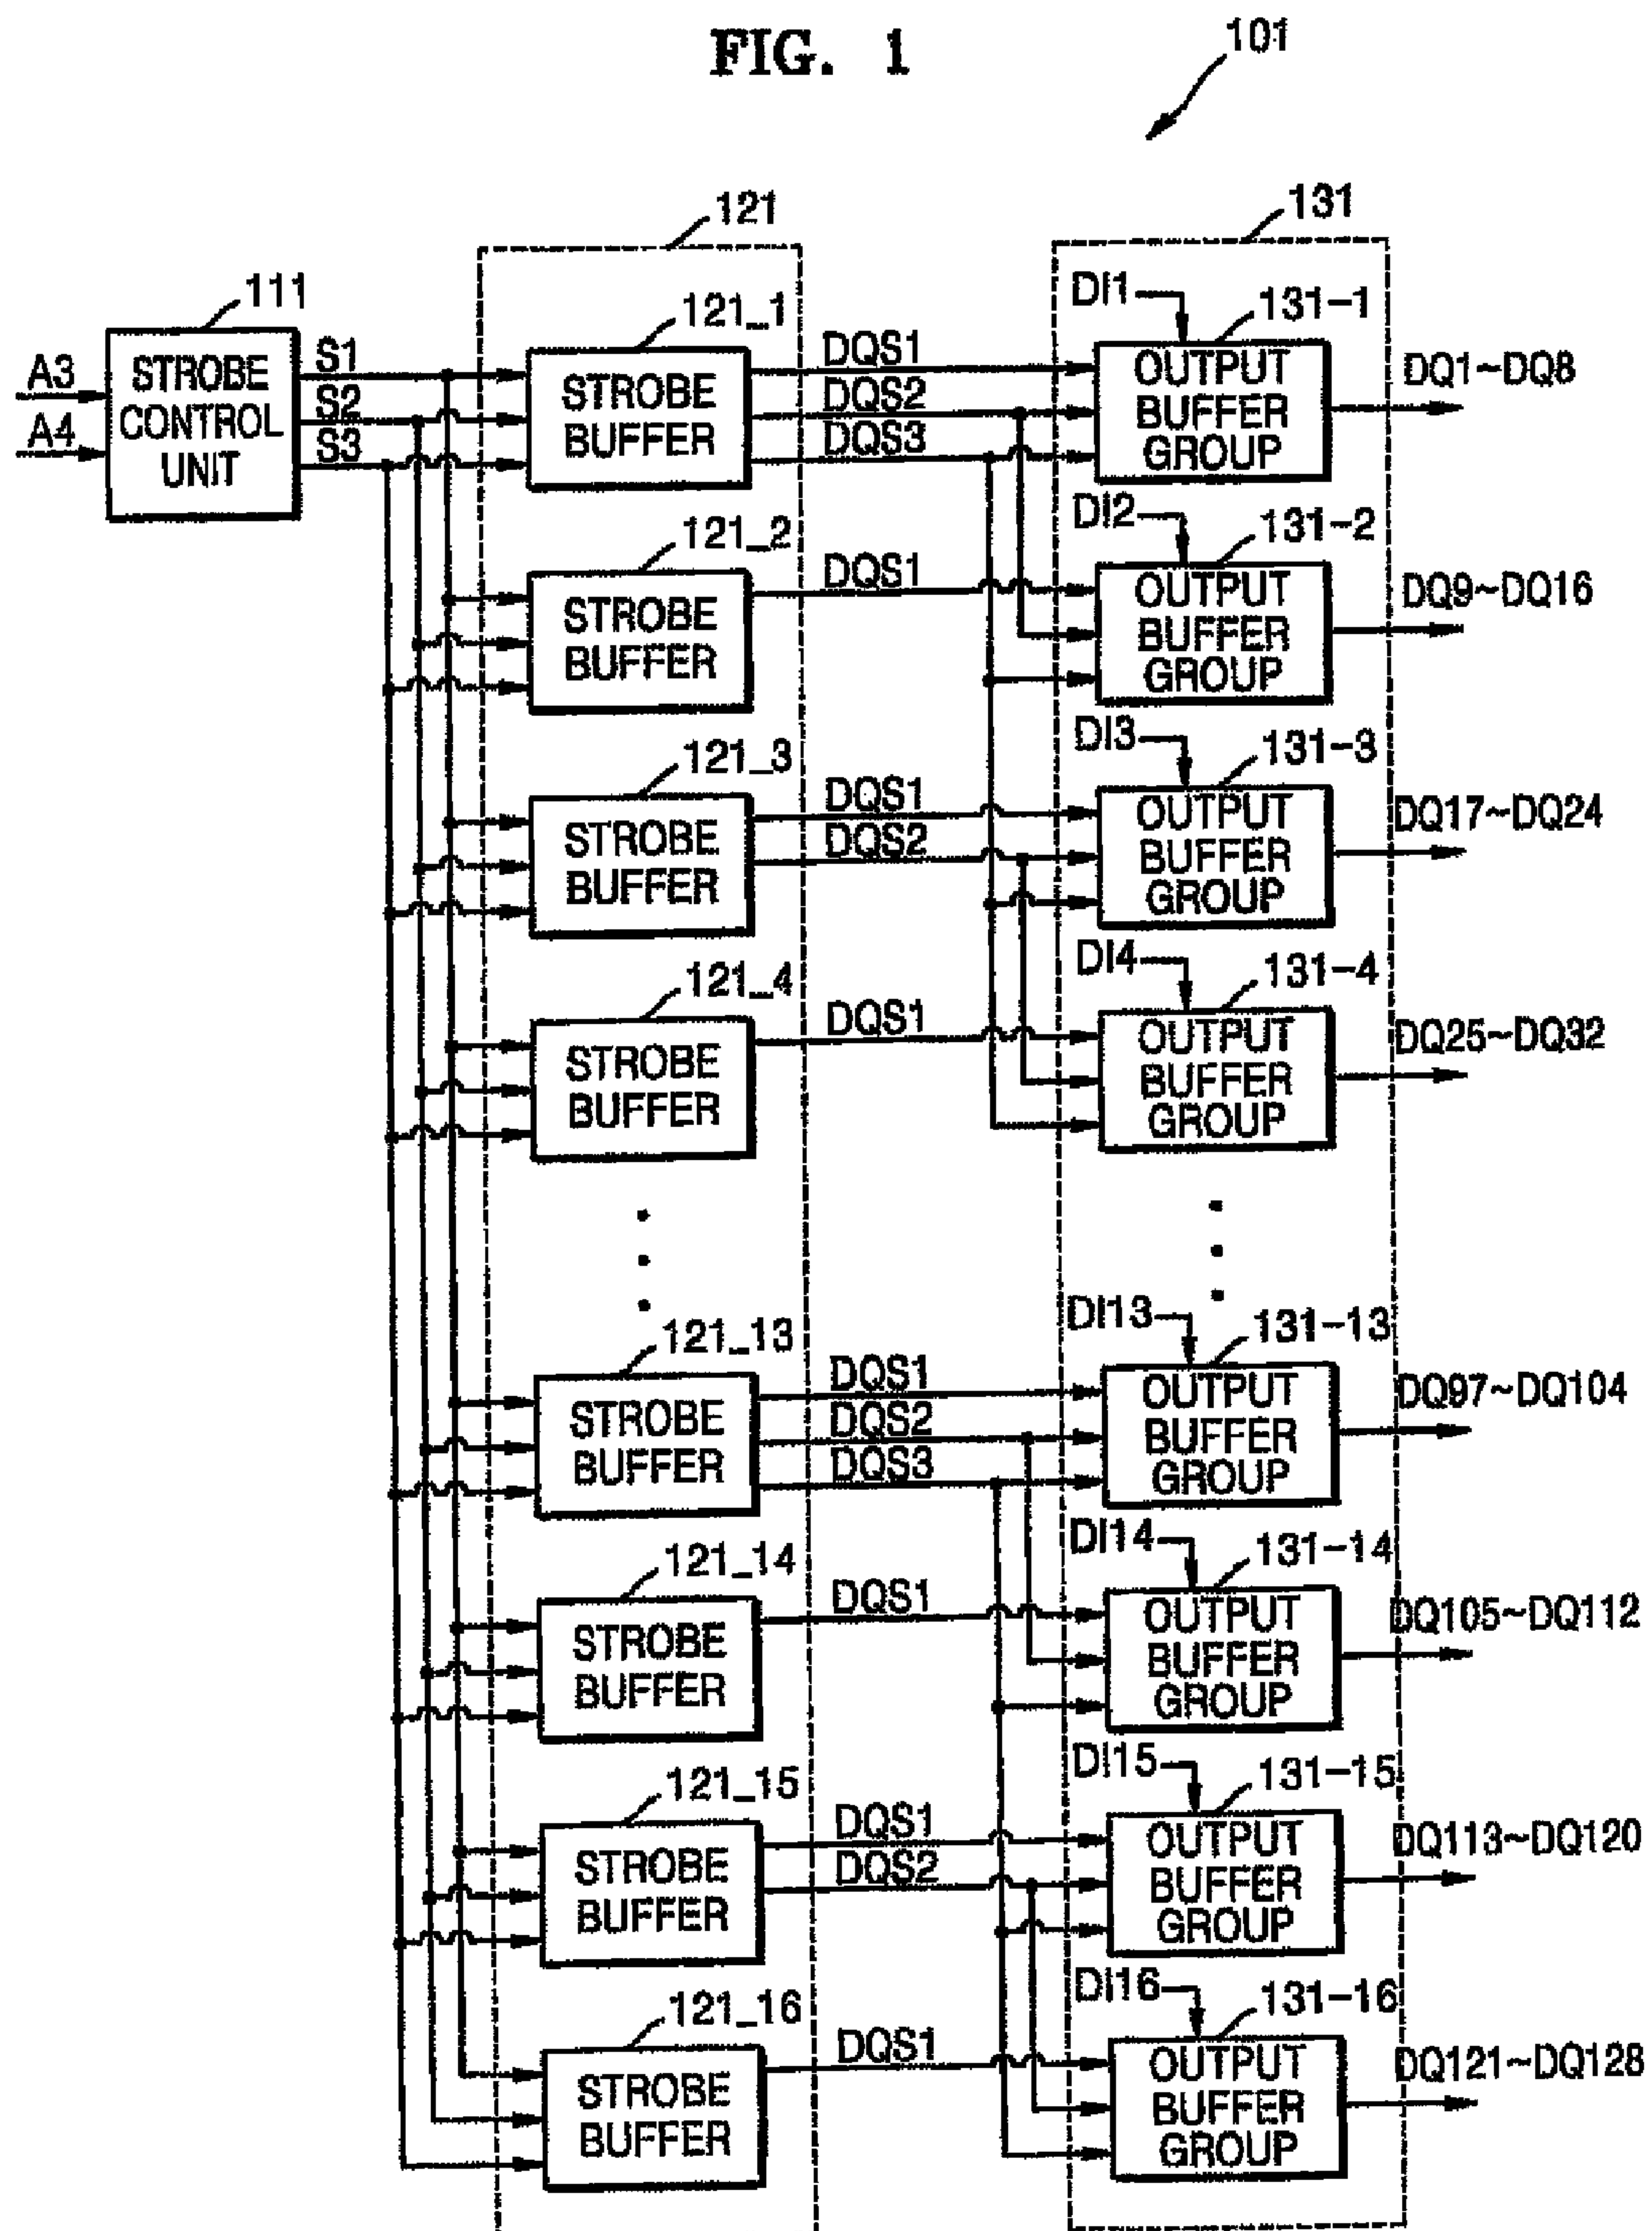 FIG. 1
101
121
131
111
A3
A4
STROBE
CONTROL
UNIT
S1
S2
S3
121_1
STROBE
BUFFER
DQS1
DQS2
DQS3
DI1
131-1
OUTPUT
BUFFER
GROUP
DQ1~DQ8
121_2
STROBE
BUFFER
DQS1
DI2
131-2
OUTPUT
BUFFER
GROUP
DQ9~DQ16
121_3
STROBE
BUFFER
DQS1
DQS2
DI3
131-3
OUTPUT
BUFFER
GROUP
DQ17~DQ24
121_4
STROBE
BUFFER
DQS1
DI4
131-4
OUTPUT
BUFFER
GROUP
DQ25~DQ32
121_13
STROBE
BUFFER
DQS1
DQS2
DQS3
DI13
131-13
OUTPUT
BUFFER
GROUP
DQ97~DQ104
121_14
STROBE
BUFFER
DQS1
DI14
131-14
OUTPUT
BUFFER
GROUP
DQ105~DQ112
121_15
STROBE
BUFFER
DQS1
DQS2
DI15
131-15
OUTPUT
BUFFER
GROUP
DQ113~DQ120
121_16
STROBE
BUFFER
DQS1
DI16
131-16
OUTPUT
BUFFER
GROUP
DQ121~DQ128